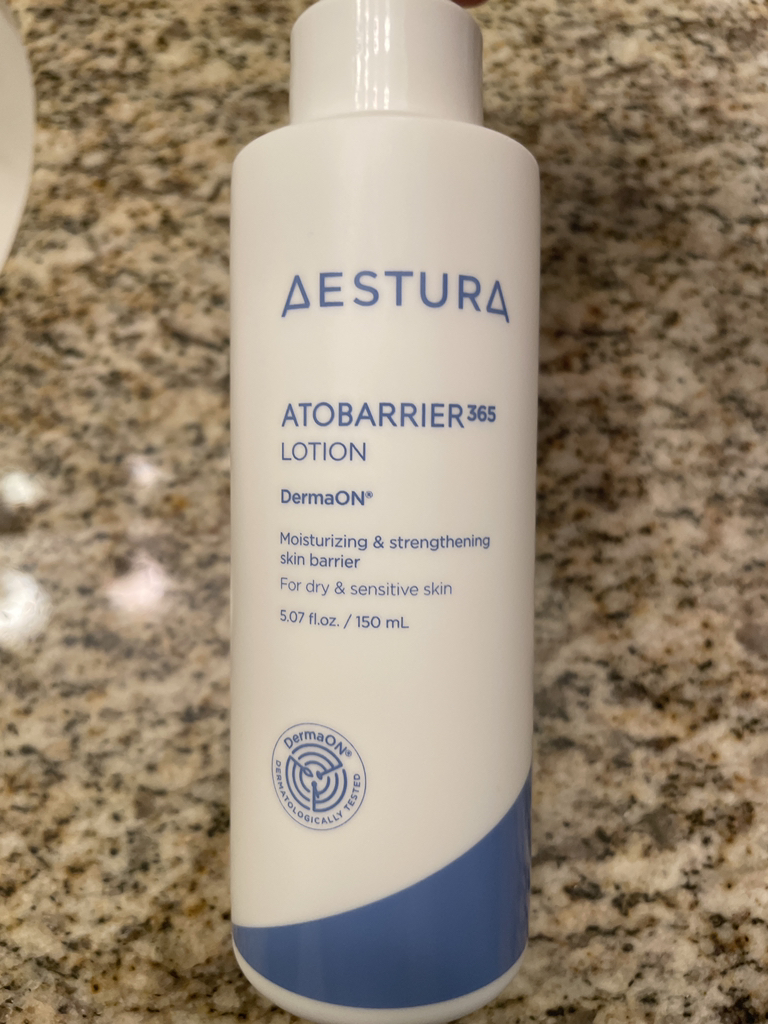 AESTURA
ATOBARRIER³⁶⁵
LOTION
DermaON®
Moisturizing & strengthening
skin barrier
For dry & sensitive skin
5.07 fl.oz. / 150 mL
DermaON®
DERMATOLOGICALLY TESTED